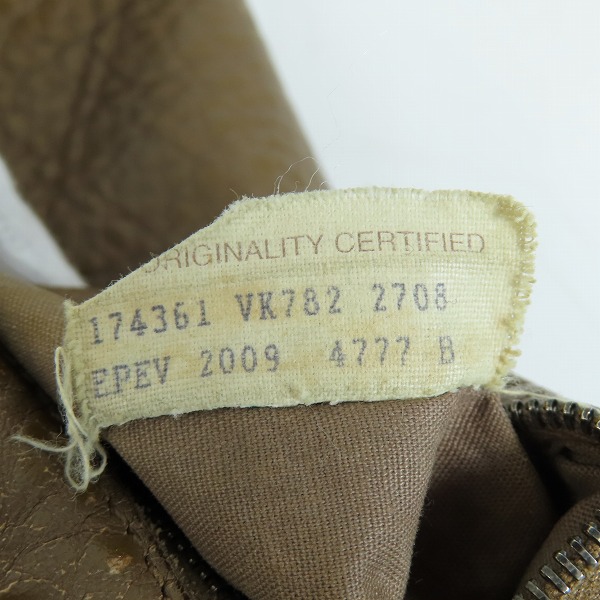 ORIGINALITY CERTIFIED
174361 VK782 2708
EPEV 2009 4777 B